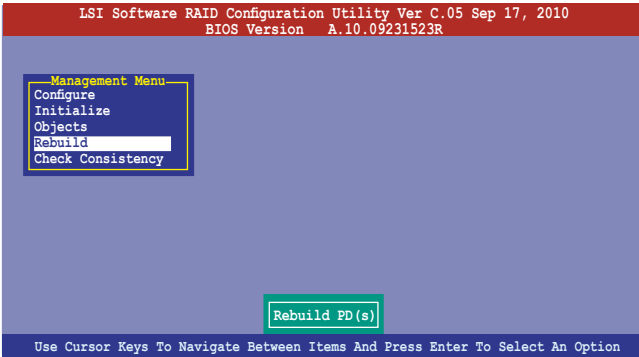 LSI Software RAID Configuration Utility Ver C.05 Sep 17, 2010
BIOS Version A.10.09231523R
Management Menu
Configure
Initialize
Objects
Rebuild
Check Consistency
Rebuild PD(s)
Use Cursor Keys To Navigate Between Items And Press Enter To Select An Option